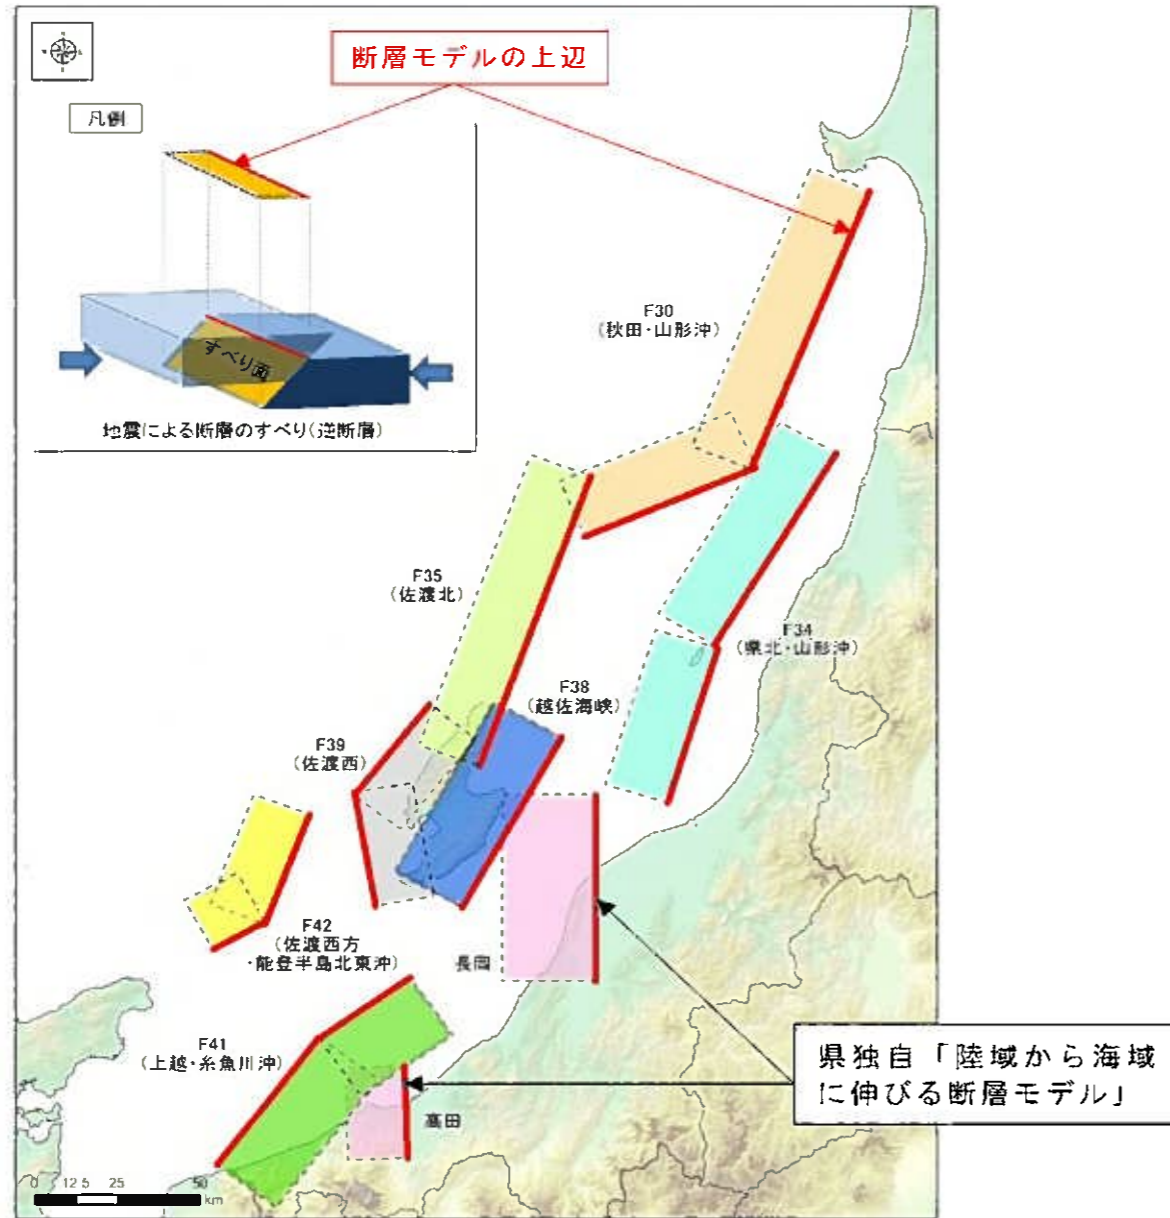 断層モデルの上辺
凡例
すべり面
地震による断層のすべり(逆断層)
F30
(秋田・山形沖)
F35
(佐渡北)
F34
(県北・山形沖)
F38
(越佐海峡)
F39
(佐渡西)
F42
(佐渡西方
・能登半島北東沖)
長岡
F41
(上越・糸魚川沖)
高田
県独自「陸域から海域
に伸びる断層モデル」
0 12.5 25 50
km